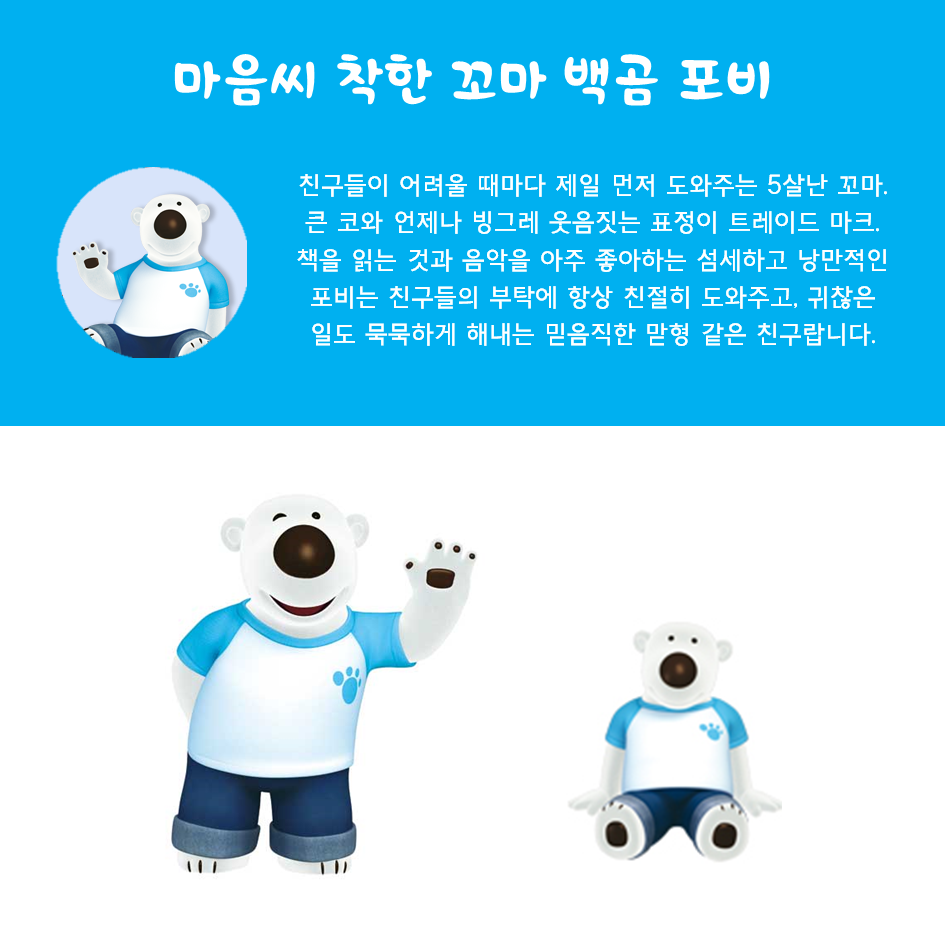 마음씨 착한 꼬마 백곰 포비
친구들이 어려울 때마다 제일 먼저 도와주는 5살난 꼬마.
큰 코와 언제나 빙그레 웃음짓는 표정이 트레이드 마크.
책을 읽는 것과 음악을 아주 좋아하는 섬세하고 낭만적인
포비는 친구들의 부탁에 항상 친절히 도와주고, 귀찮은
일도 묵묵하게 해내는 믿음직한 맏형 같은 친구랍니다.